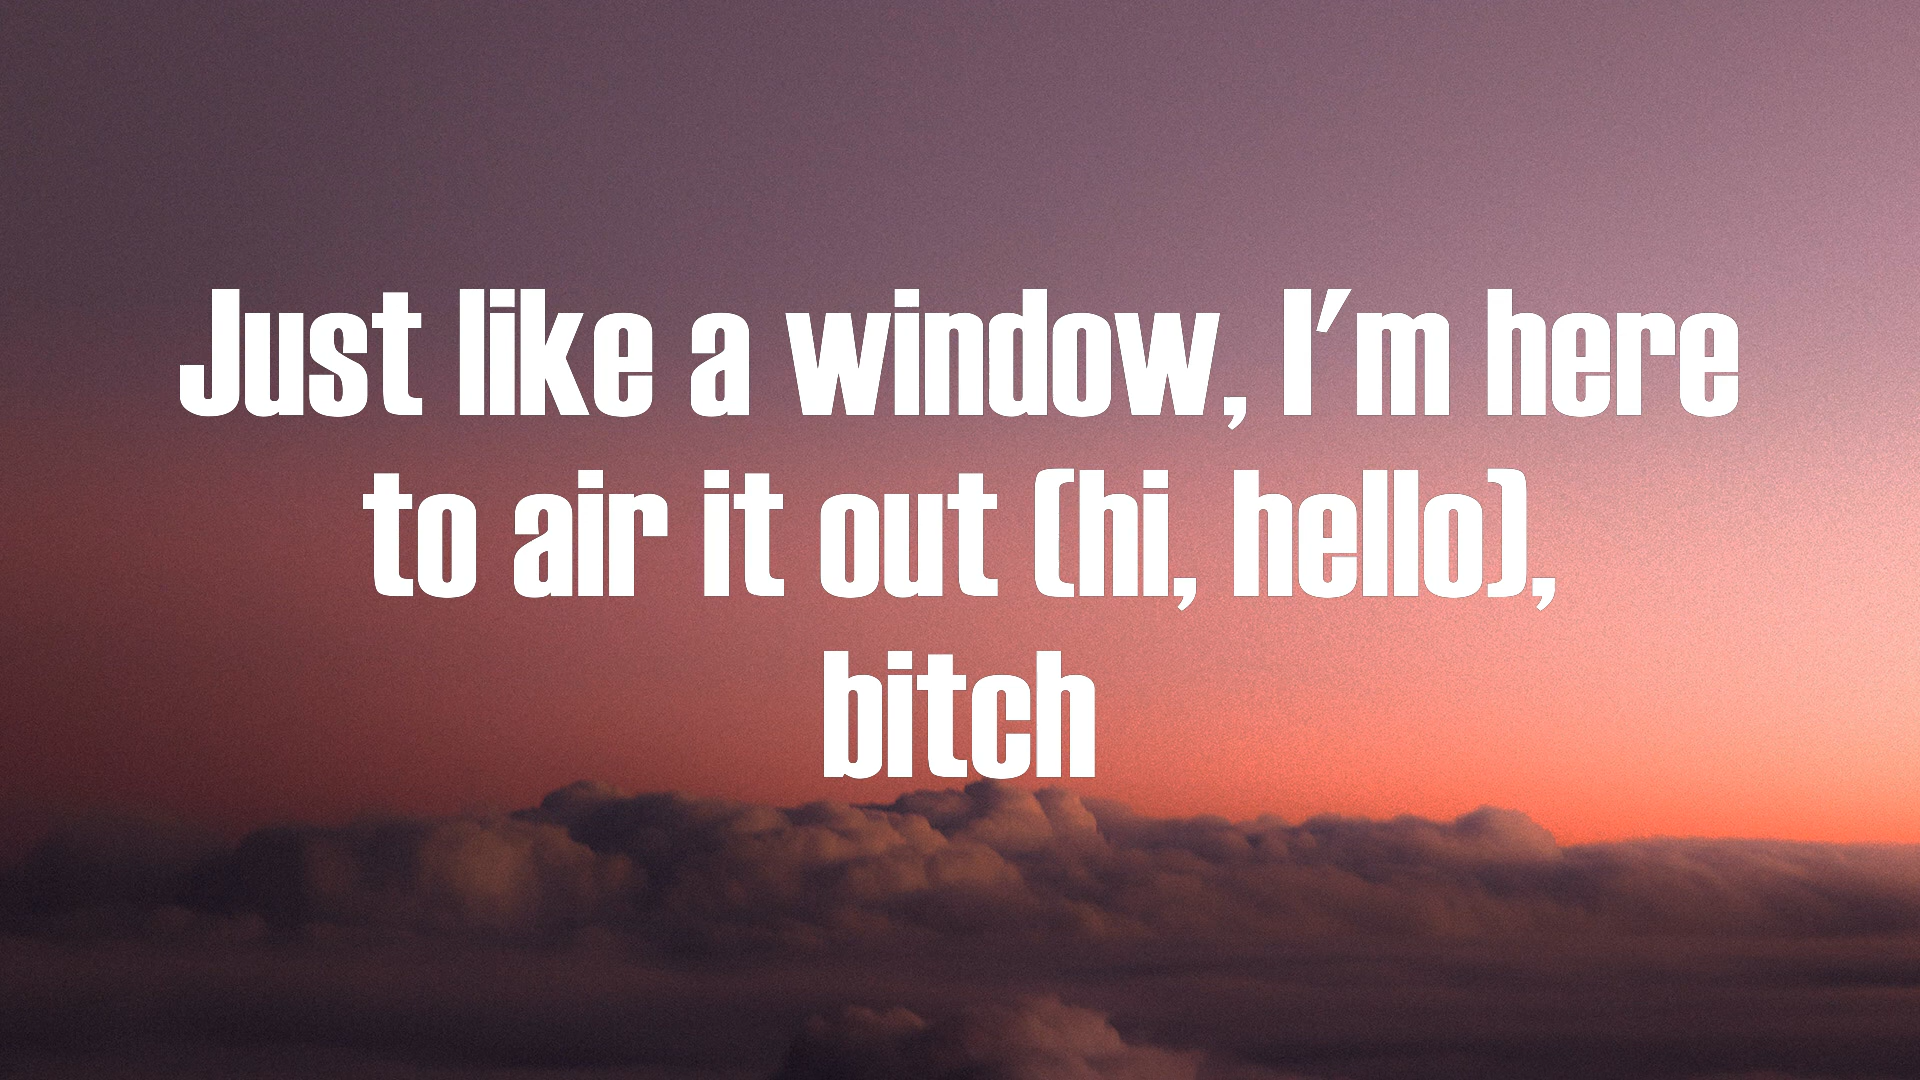 Just like a window, I'm here
to air it out (hi, hello),
bitch